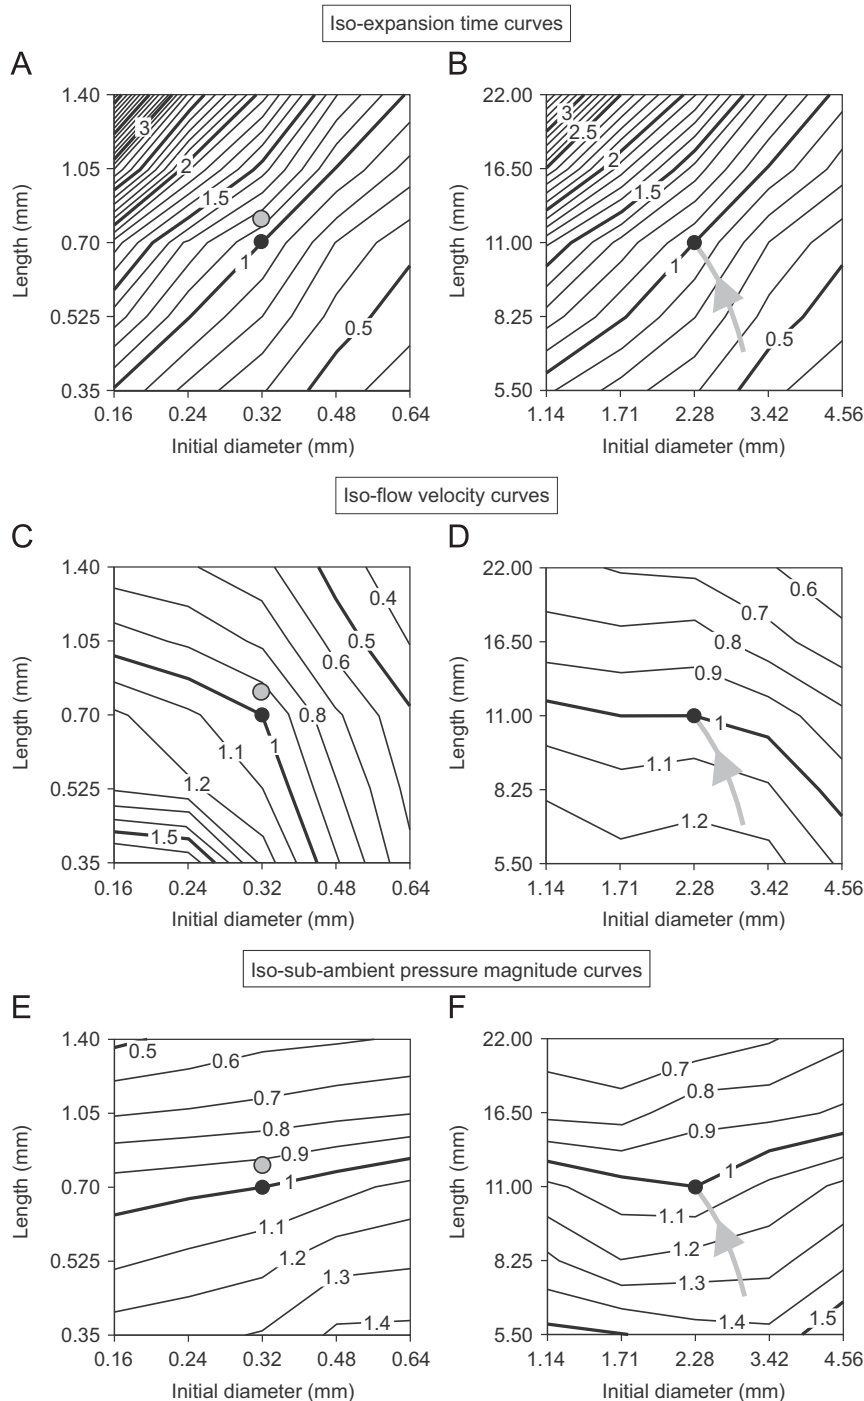 Iso-expansion time curves
A
B
Length (mm)
1.40
1.05
0.70
0.525
0.35
3
2
1.5
1
0.5
0.16 0.24 0.32 0.48 0.64
Initial diameter (mm)
Length (mm)
22.00
16.50
11.00
8.25
5.50
3
2.5
2
1.5
1
0.5
1.14 1.71 2.28 3.42 4.56
Initial diameter (mm)
Iso-flow velocity curves
C
D
Length (mm)
1.40
1.05
0.70
0.525
0.35
0.4
0.5
0.6
0.8
1
1.1
1.2
1.5
0.16 0.24 0.32 0.48 0.64
Initial diameter (mm)
Length (mm)
22.00
16.50
11.00
8.25
5.50
0.6
0.7
0.8
0.9
1
1.1
1.2
1.14 1.71 2.28 3.42 4.56
Initial diameter (mm)
Iso-sub-ambient pressure magnitude curves
E
F
Length (mm)
1.40
1.05
0.70
0.525
0.35
0.5
0.6
0.7
0.8
0.9
1
1.1
1.2
1.3
1.4
0.16 0.24 0.32 0.48 0.64
Initial diameter (mm)
Length (mm)
22.00
16.50
11.00
8.25
5.50
0.7
0.8
0.9
1
1.1
1.2
1.3
1.4
1.5
1.14 1.71 2.28 3.42 4.56
Initial diameter (mm)